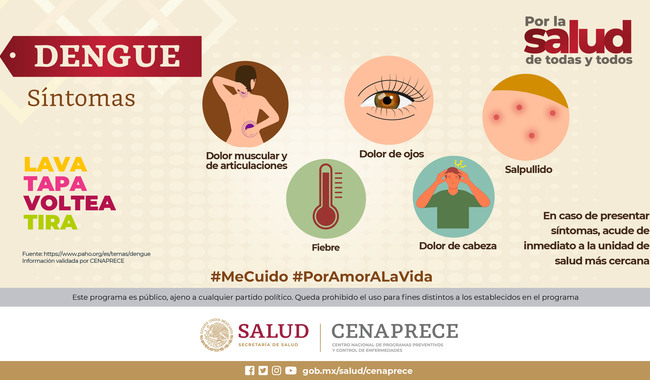 DENGUE
Síntomas
Por la
salud
de todas y todos
Dolor muscular y
de articulaciones
Dolor de ojos
Salpullido
Fiebre
Dolor de cabeza
LAVA
TAPA
VOLTEA
TIRA
Fuente: https://www.paho.org/es/temas/dengue
Información validada por CENAPRECE
En caso de presentar
síntomas, acude de
inmediato a la unidad de
salud más cercana
#MeCuido #PorAmorALaVida
Este programa es público, ajeno a cualquier partido político. Queda prohibido el uso para fines distintos a los establecidos en el programa
SALUD
SECRETARÍA DE SALUD
CENAPRECE
CENTRO NACIONAL DE PROGRAMAS PREVENTIVOS
Y CONTROL DE ENFERMEDADES
gob.mx/salud/cenaprece